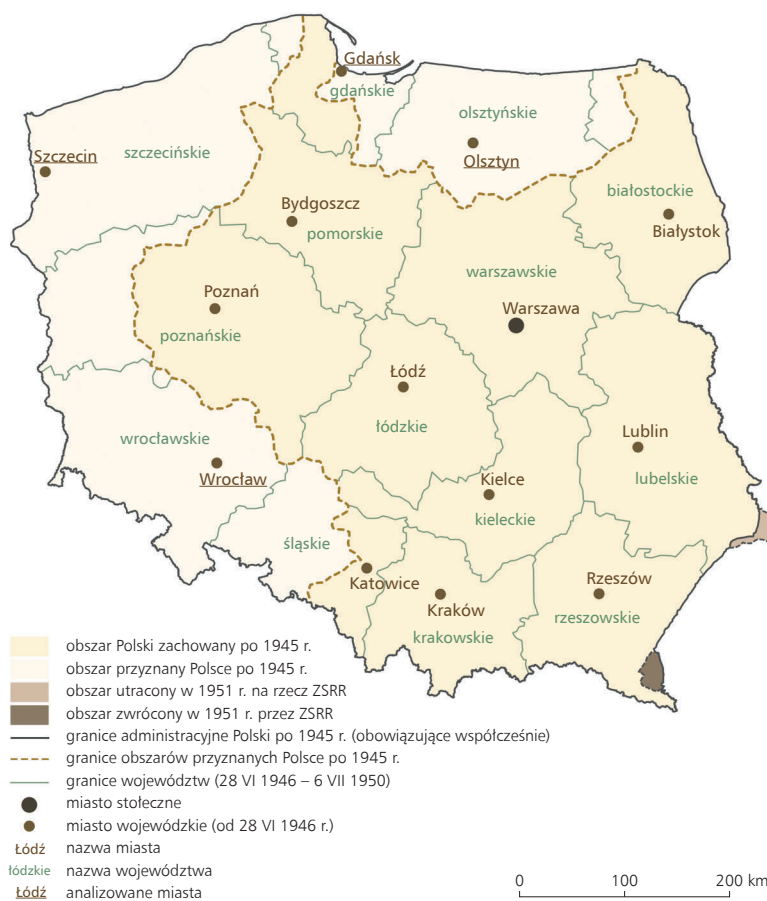 Gdańsk
gdańskie
olsztyńskie
Szczecin
szczecińskie
Olsztyn
białostockie
Bydgoszcz
Białystok
pomorskie
warszawskie
Poznań
Warszawa
poznańskie
Łódź
łódzkie
wrocławskie
Lublin
Wrocław
Kielce
lubelskie
kieleckie
śląskie
Katowice
Rzeszów
Kraków
rzeszowskie
krakowskie
obszar Polski zachowany po 1945 r.
obszar przyznany Polsce po 1945 r.
obszar utracony w 1951 r. na rzecz ZSRR
obszar zwrócony w 1951 r. przez ZSRR
granice administracyjne Polski po 1945 r. (obowiązujące współcześnie)
granice obszarów przyznanych Polsce po 1945 r.
granice województw (28 VI 1946 – 6 VII 1950)
miasto stołeczne
miasto wojewódzkie (od 28 VI 1946 r.)
Łódź nazwa miasta
łódzkie nazwa województwa
Łódź analizowane miasta
0 100 200 km